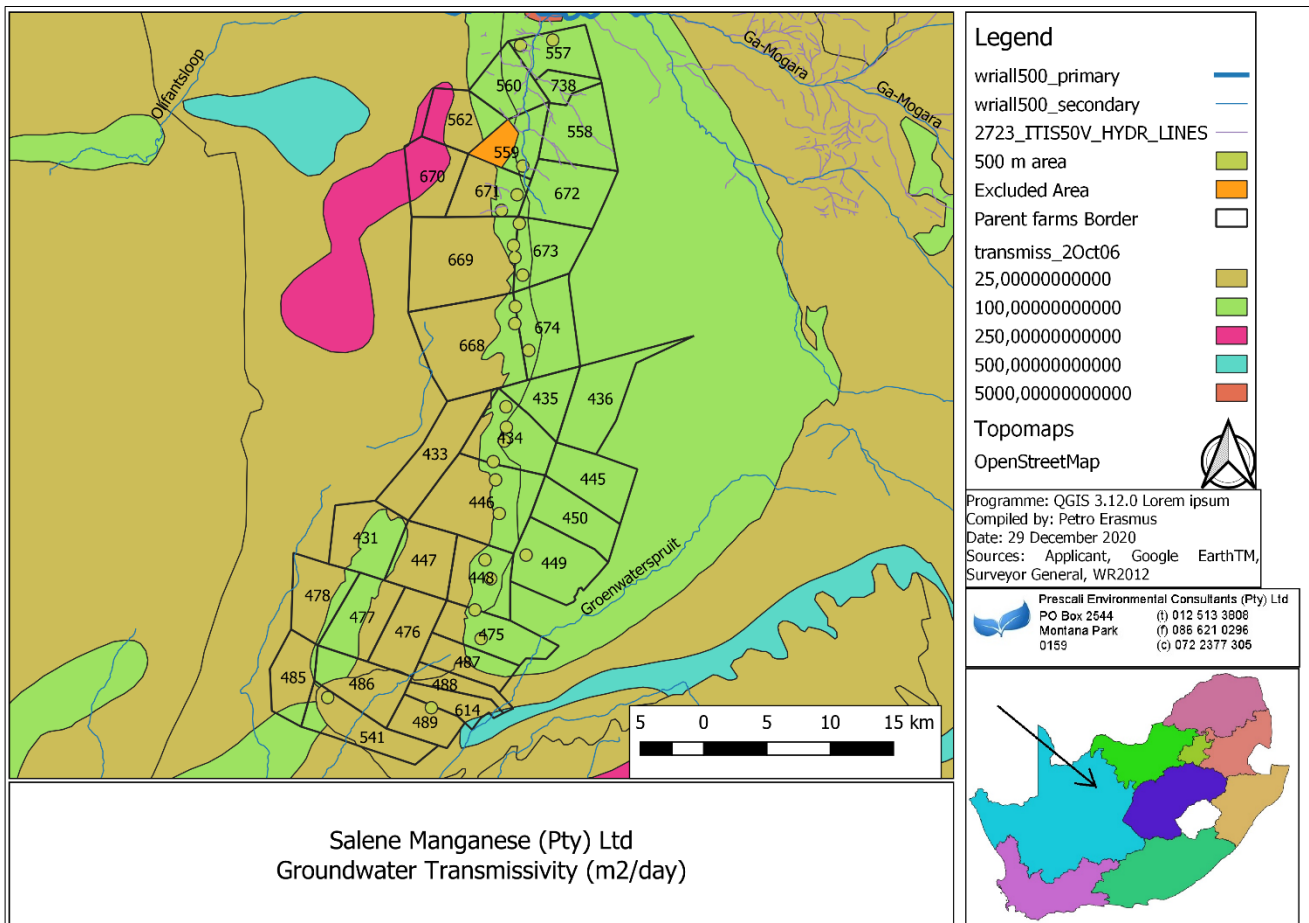 Olifantsloop
Ga-Mogara
Ga-Mogara
557
560
738
562
558
559
670
671
672
673
669
674
668
435
436
434
433
445
446
450
431
447
449
448
Groenwaterspruit
478
477
476
475
487
485
486
488
614
489
541
5 0 5 10 15 km
Legend
wriall500_primary
wriall500_secondary
2723_ITIS50V_HYDR_LINES
500 m area
Excluded Area
Parent farms Border
transmiss_2Oct06
25,00000000000
100,00000000000
250,00000000000
500,00000000000
5000,00000000000
Topomaps
OpenStreetMap
Programme: QGIS 3.12.0 Lorem ipsum
Compiled by: Petro Erasmus
Date: 29 December 2020
Sources: Applicant, Google EarthTM,
Surveyor General, WR2012
Prescali Environmental Consultants (Pty) Ltd
PO Box 2544 (t) 012 513 3808
Montana Park (f) 086 621 0296
0159 (c) 072 2377 305
Salene Manganese (Pty) Ltd
Groundwater Transmissivity (m2/day)